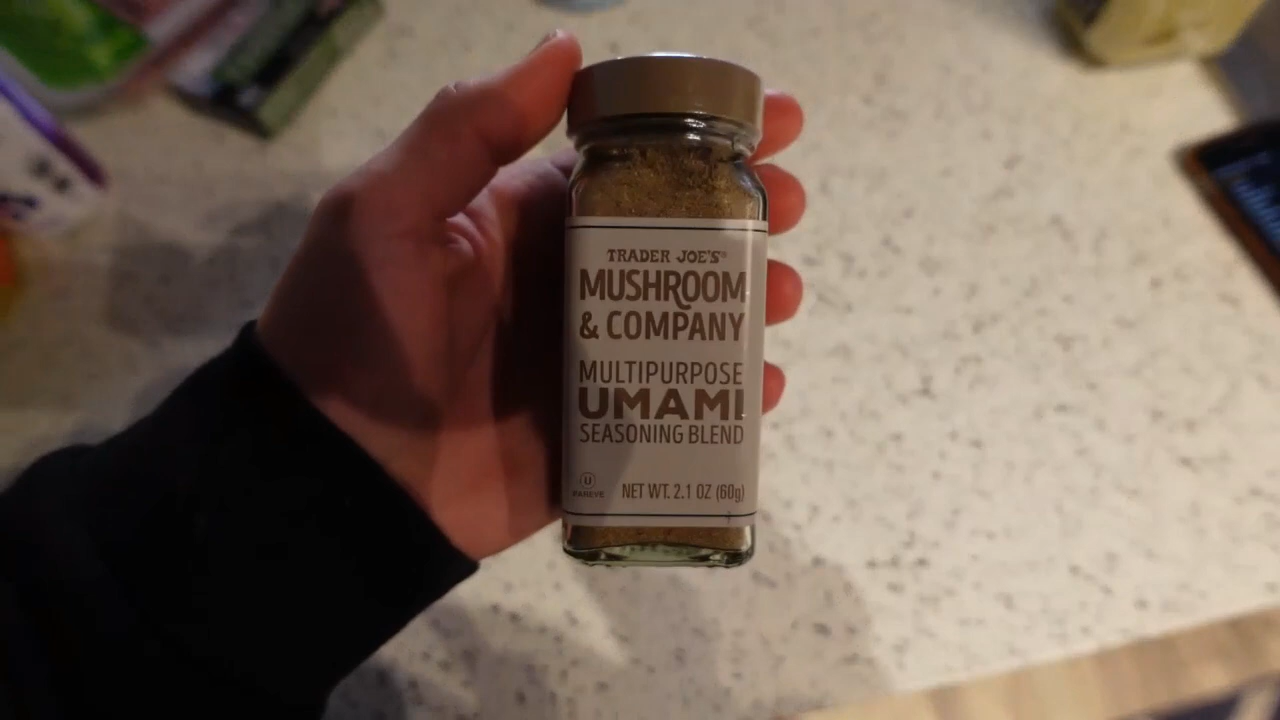 TRADER JOE'S®
MUSHROOM
& COMPANY
MULTIPURPOSE
UMAMI
SEASONING BLEND
U
PAREVE
NET WT. 2.1 OZ (60g)